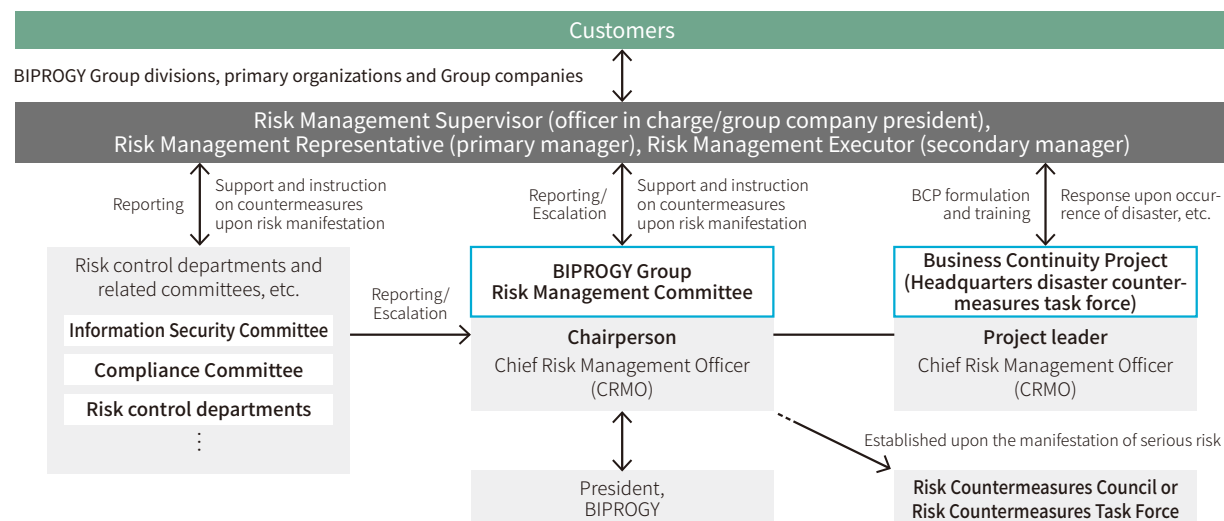 Customers
BIPROGY Group divisions, primary organizations and Group companies
Risk Management Supervisor (officer in charge/group company president),
Risk Management Representative (primary manager), Risk Management Executor (secondary manager)
Reporting
Support and instruction
on countermeasures
upon risk manifestation
Reporting/
Escalation
Support and instruction
on countermeasures
upon risk manifestation
BCP formulation
and training
Response upon occur-
rence of disaster, etc.
Risk control departments and
related committees, etc.
Information Security Committee
Compliance Committee
Risk control departments
⋮
Reporting/
Escalation
BIPROGY Group
Risk Management Committee
Chairperson
Chief Risk Management Officer
(CRMO)
Business Continuity Project
(Headquarters disaster counter-
measures task force)
Project leader
Chief Risk Management Officer
(CRMO)
Established upon the manifestation of serious risk
President,
BIPROGY
Risk Countermeasures Council or
Risk Countermeasures Task Force